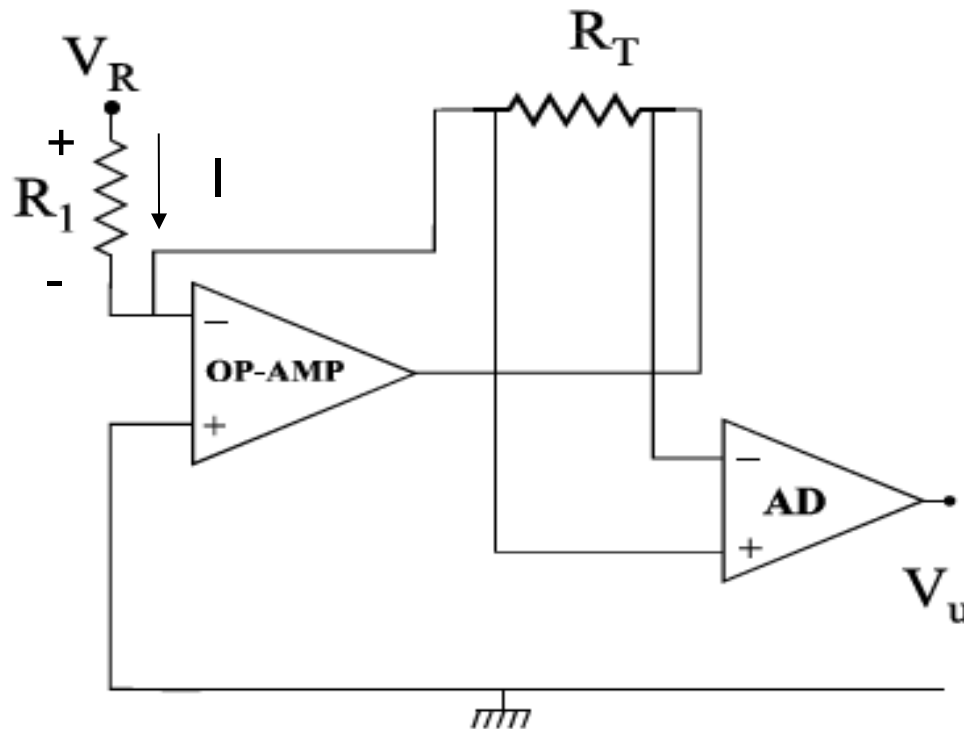 R_T
V_R
+
I
R_1
-
−
OP-AMP
+
−
AD
+
V_u